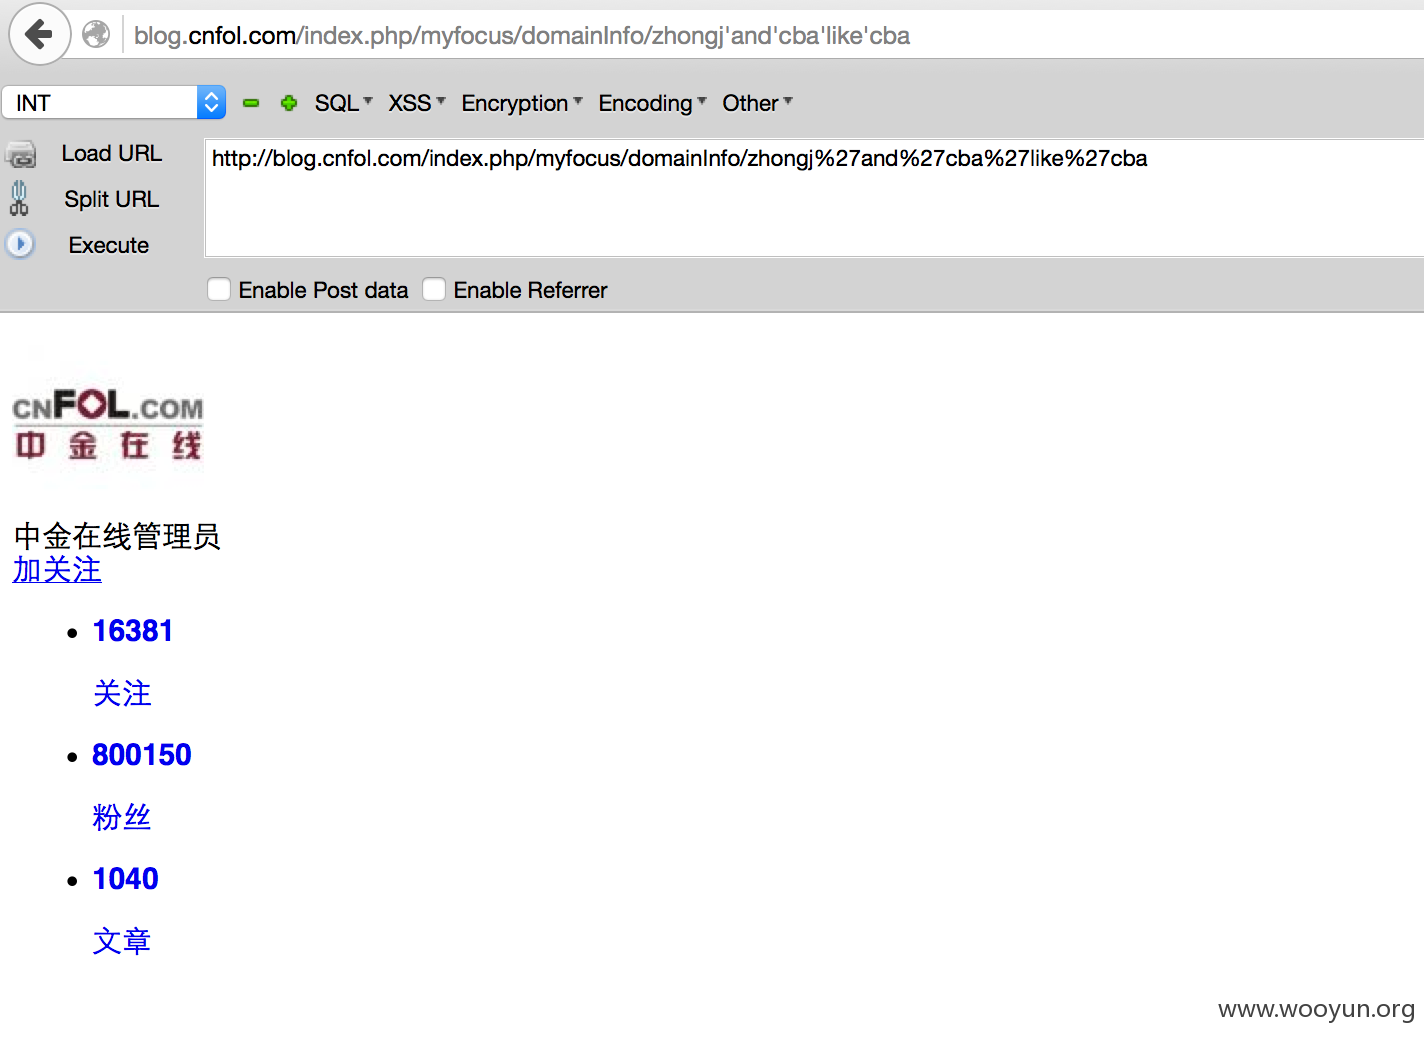 blog.cnfol.com/index.php/myfocus/domainInfo/zhongj'and'cba'like'cba
INT SQL XSS Encryption Encoding Other
Load URL http://blog.cnfol.com/index.php/myfocus/domainInfo/zhongj%27and%27cba%27like%27cba
Split URL
Execute
Enable Post data Enable Referrer
CNFOL.COM
中金在线
中金在线管理员
加关注
16381
关注
800150
粉丝
1040
文章
www.wooyun.org